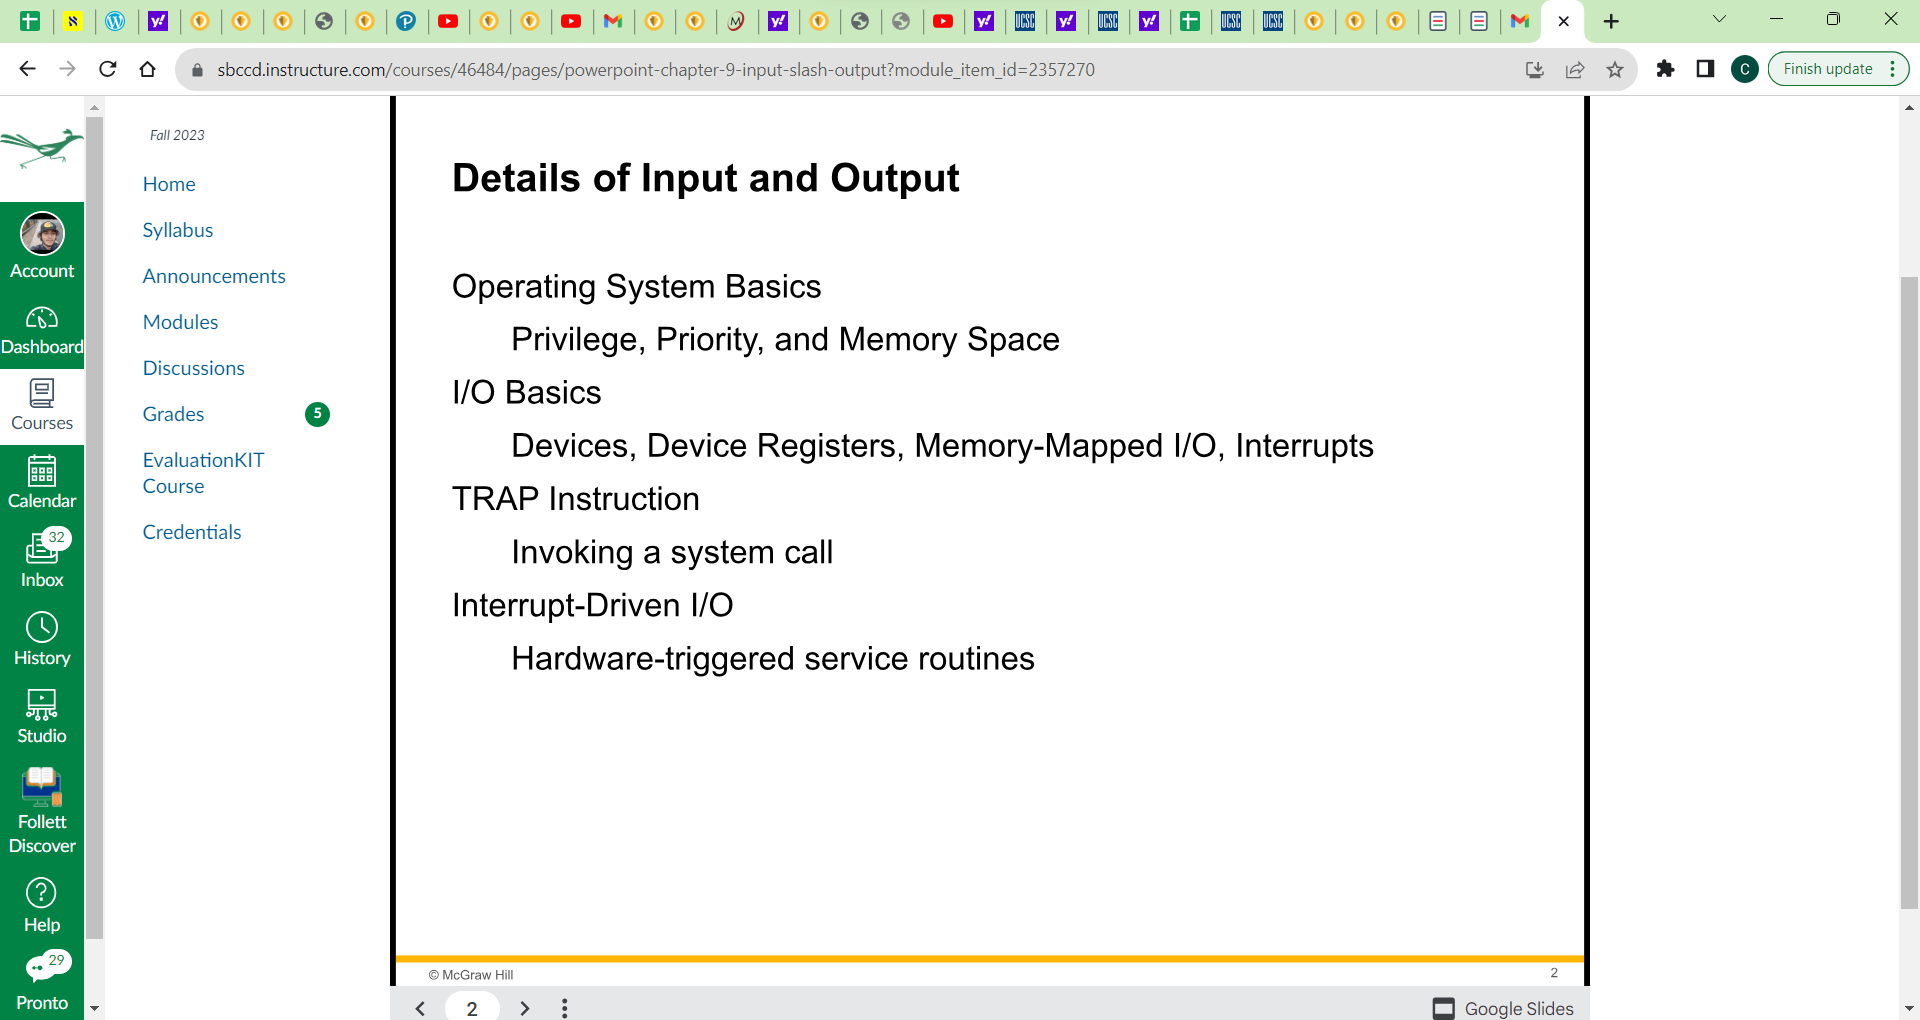 sbccd.instructure.com/courses/46484/pages/powerpoint-chapter-9-input-slash-output?module_item_id=2357270
C
Finish update
Account
Dashboard
Courses
Calendar
32
Inbox
History
Studio
Follett
Discover
Help
29
Pronto
Fall 2023
Home
Syllabus
Announcements
Modules
Discussions
Grades
5
EvaluationKIT
Course
Credentials
Details of Input and Output
Operating System Basics
Privilege, Priority, and Memory Space
I/O Basics
Devices, Device Registers, Memory-Mapped I/O, Interrupts
TRAP Instruction
Invoking a system call
Interrupt-Driven I/O
Hardware-triggered service routines
© McGraw Hill
2
2
Google Slides